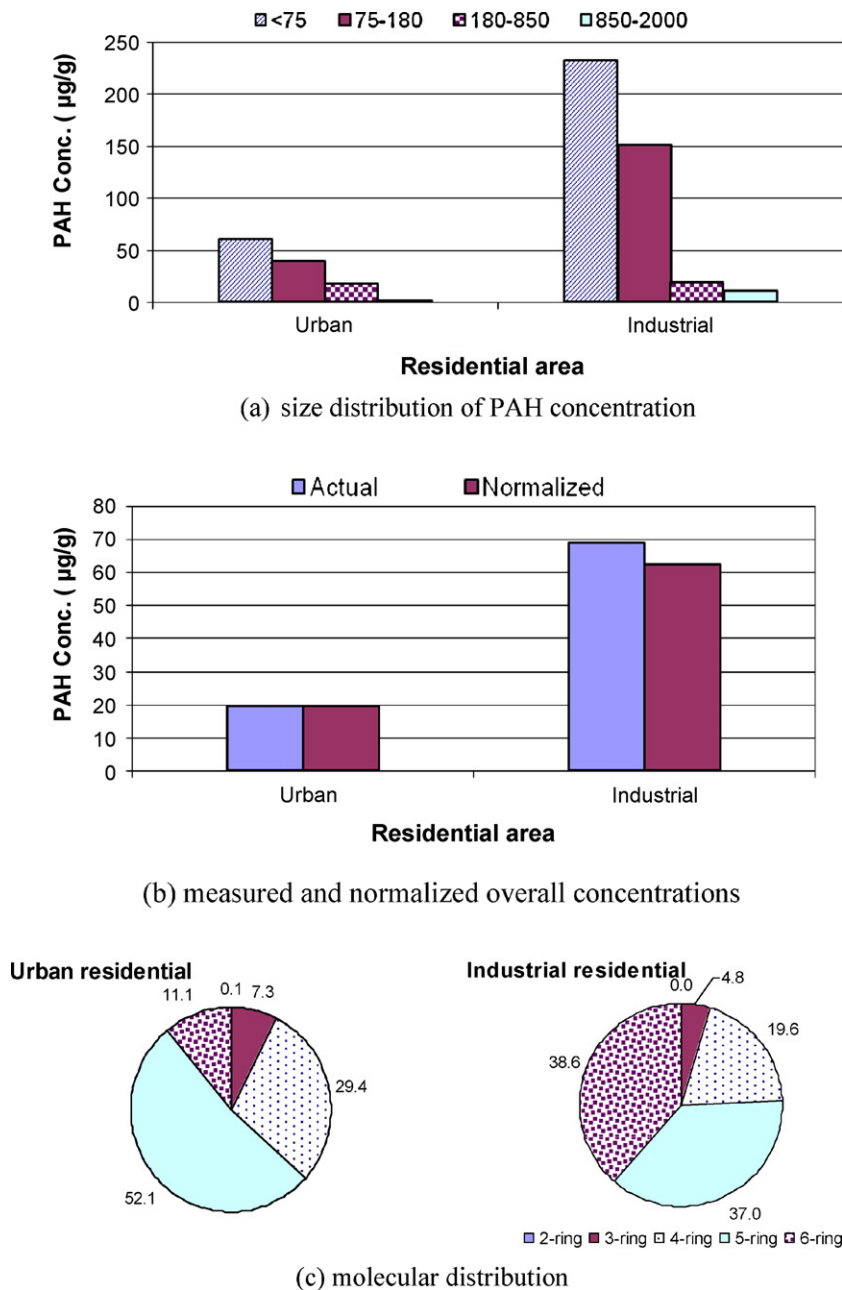 <75 75-180 180-850 850-2000
250
200
150
100
50
0
PAH Conc. ( µg/g)
Urban Industrial
Residential area
(a) size distribution of PAH concentration
Actual Normalized
80
70
60
50
40
30
20
10
0
PAH Conc. ( µg/g)
Urban Industrial
Residential area
(b) measured and normalized overall concentrations
Urban residential
0.1
7.3
29.4
52.1
11.1
Industrial residential
0.0
4.8
19.6
37.0
38.6
2-ring 3-ring 4-ring 5-ring 6-ring
(c) molecular distribution